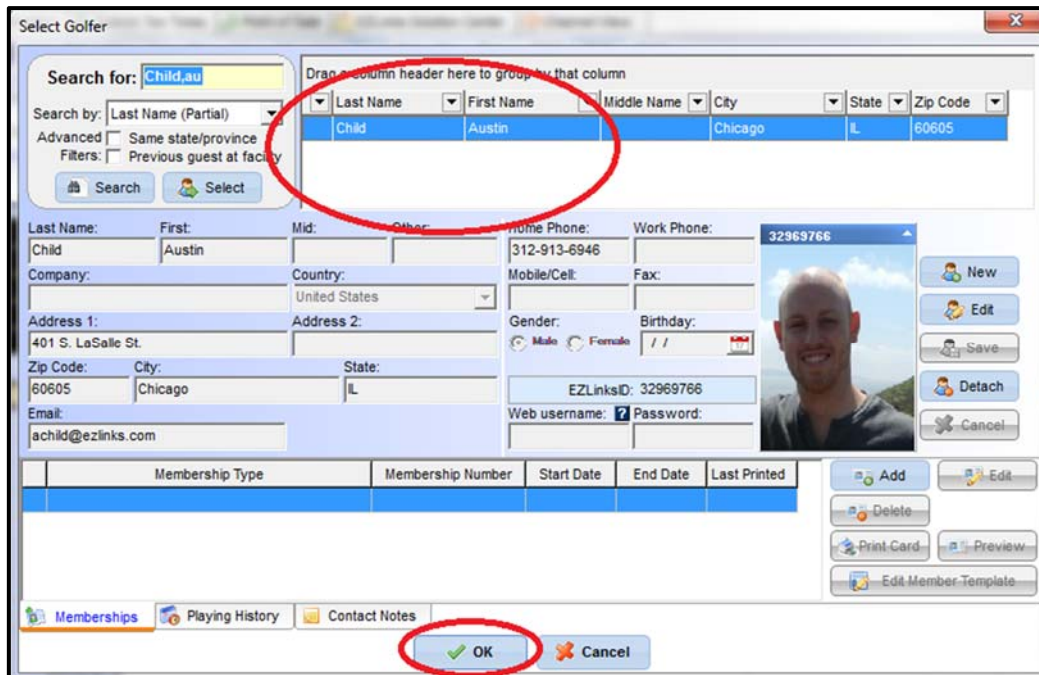 Select Golfer
Search for: Child,au
Search by: Last Name (Partial)
Advanced Filters: Same state/province
Previous guest at facility
Search Select
Drag a column header here to group by that column
Last Name First Name Middle Name City State Zip Code
Child Austin Chicago IL 60605
Last Name: First: Mid: Other: Home Phone: Work Phone:
Child Austin 312-913-6946
Company: Country: Mobile/Cell: Fax:
United States
Address 1: Address 2: Gender: Birthday:
401 S. LaSalle St. Male Female / /
Zip Code: City: State:
60605 Chicago IL EZLinksID: 32969766
Email: Web username: ? Password:
achild@ezlinks.com
32969766
New
Edit
Save
Detach
Cancel
Membership Type Membership Number Start Date End Date Last Printed
Add Edit
Delete
Print Card Preview
Edit Member Template
Memberships Playing History Contact Notes
OK Cancel